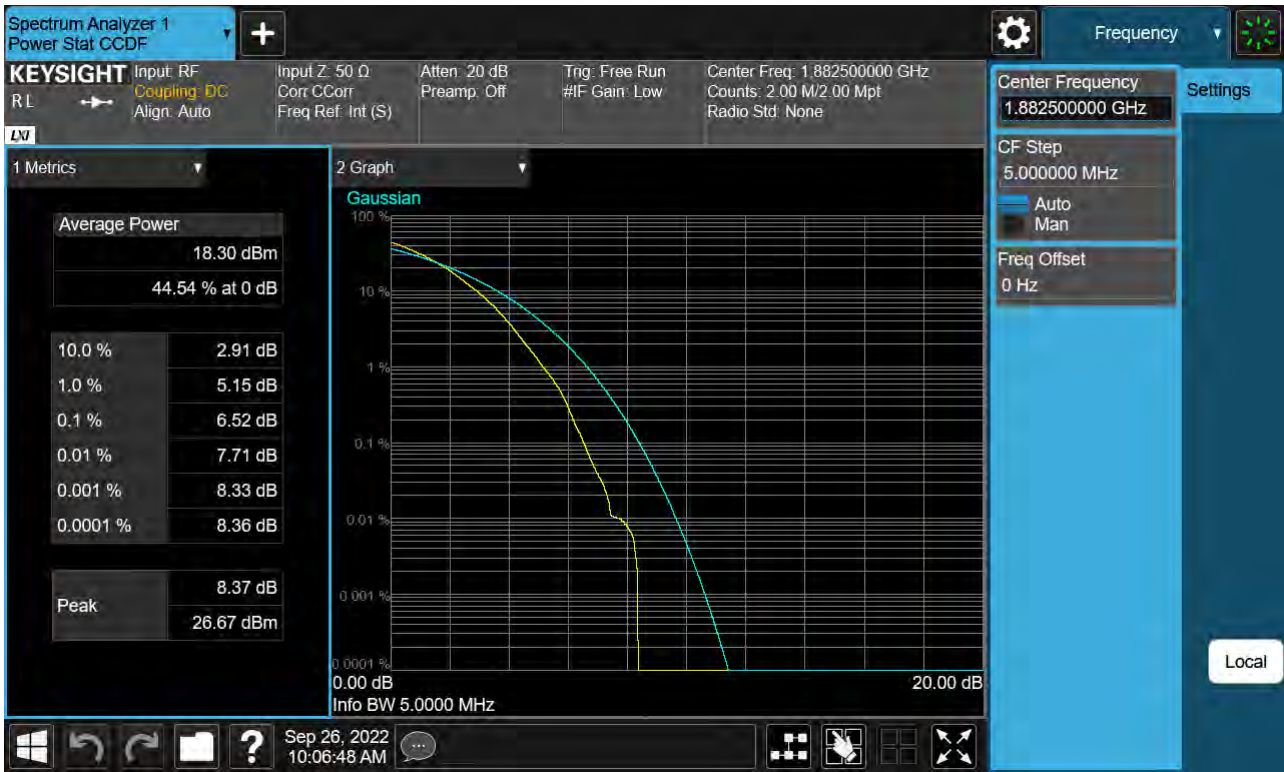 Spectrum Analyzer 1
Power Stat CCDF
Frequency
KEYSIGHT
RL
LXI
Input: RF
Coupling: DC
Align: Auto
Input Z: 50 Ω
Corr CCorr
Freq Ref: Int (S)
Atten: 20 dB
Preamp: Off
Trig: Free Run
#IF Gain: Low
Center Freq: 1.882500000 GHz
Counts: 2.00 M/2.00 Mpt
Radio Std: None
Center Frequency
1.882500000 GHz
Settings
CF Step
5.000000 MHz
Auto
Man
Freq Offset
0 Hz
Local
1 Metrics
Average Power
18.30 dBm
44.54 % at 0 dB
10.0 % 2.91 dB
1.0 % 5.15 dB
0.1 % 6.52 dB
0.01 % 7.71 dB
0.001 % 8.33 dB
0.0001 % 8.36 dB
Peak 8.37 dB
26.67 dBm
2 Graph
Gaussian
100 %
10 %
1 %
0.1 %
0.01 %
0.001 %
0.0001 %
0.00 dB 20.00 dB
Info BW 5.0000 MHz
?
Sep 26, 2022
10:06:48 AM